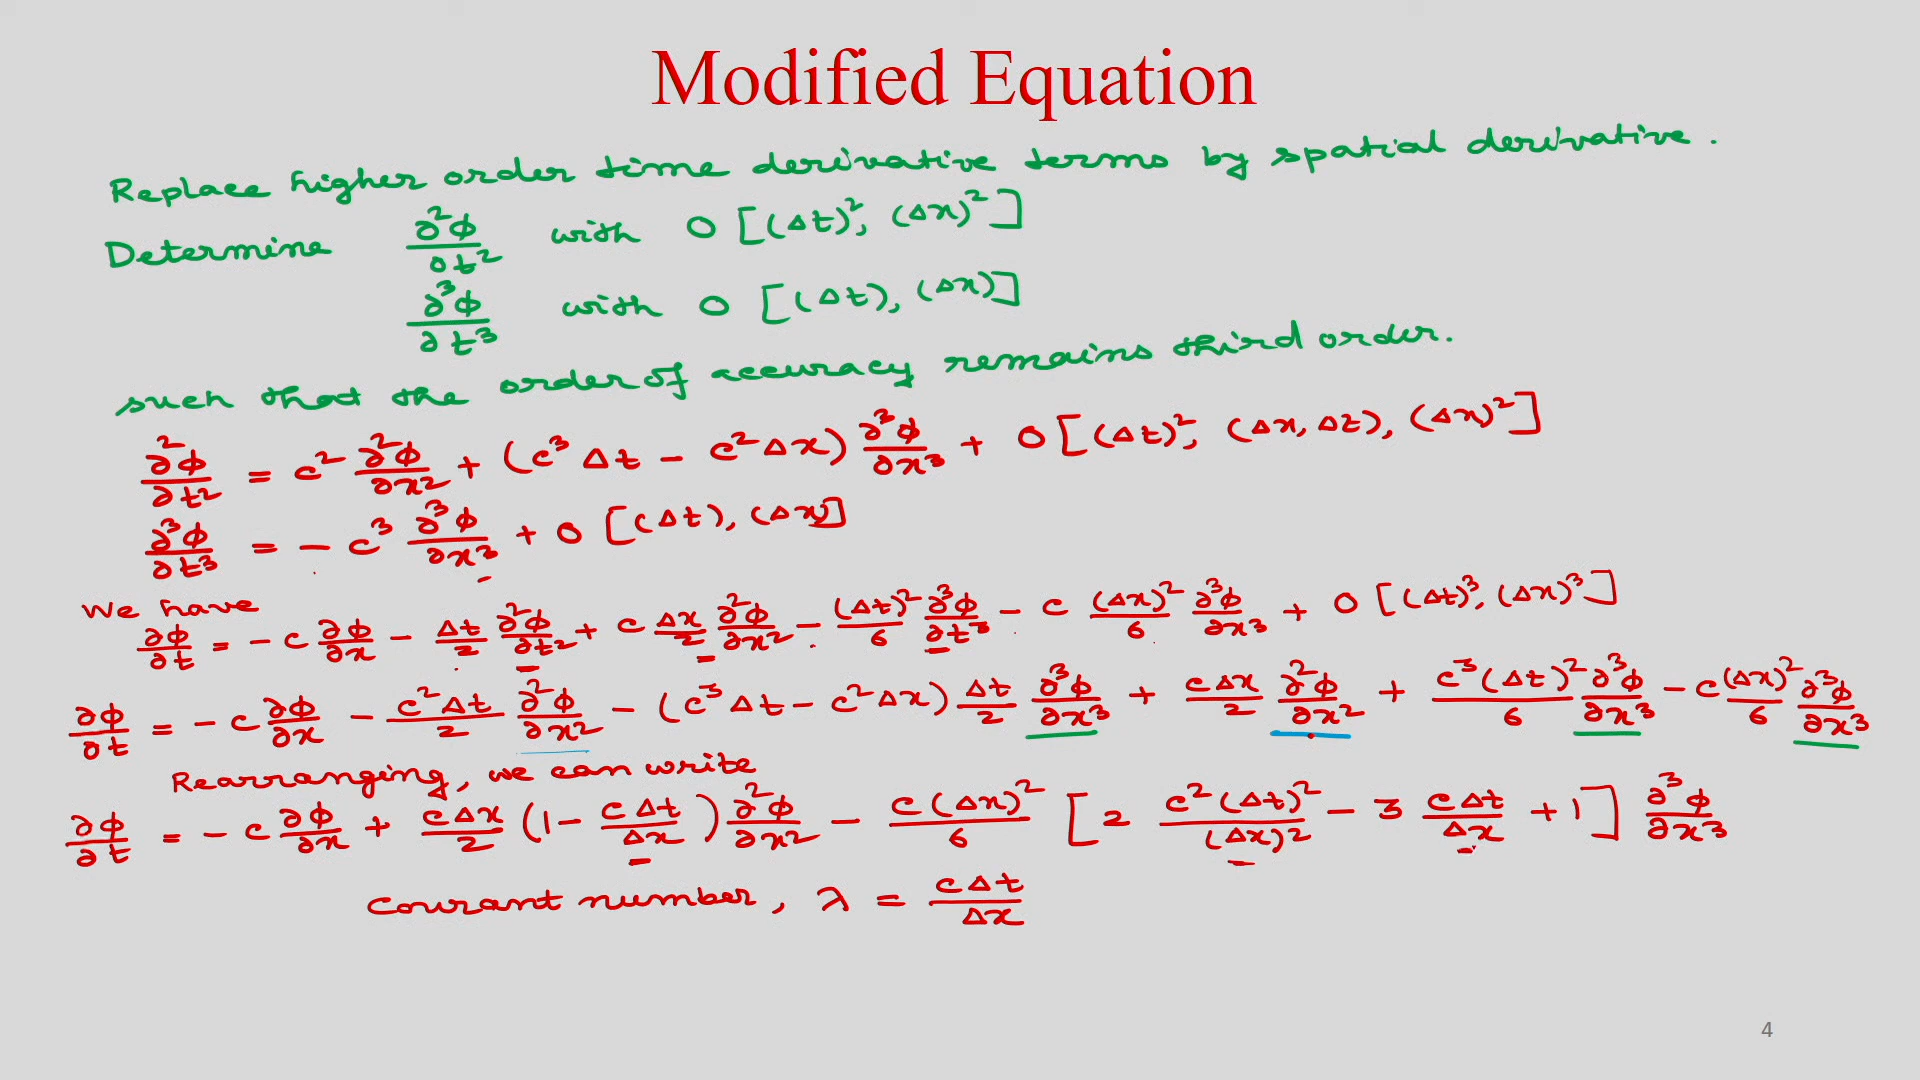 Modified Equation
Replace higher order time derivative terms by spatial derivative.
Determine ∂²ϕ/∂t² with O[(Δt)², (Δx)²]
∂³ϕ/∂t³ with O[(Δt), (Δx)]
such that the order of accuracy remains third order.
∂²ϕ/∂t² = c² ∂²ϕ/∂x² + (c³Δt - c²Δx) ∂³ϕ/∂x³ + O[(Δt)², (Δx, Δt), (Δx)²]
∂³ϕ/∂t³ = - c³ ∂³ϕ/∂x³ + O[(Δt), (Δx)]
We have
∂ϕ/∂t = - c ∂ϕ/∂x - Δt/2 ∂²ϕ/∂t² + c Δx/2 ∂²ϕ/∂x² - (Δt)²/6 ∂³ϕ/∂t³ - c (Δx)²/6 ∂³ϕ/∂x³ + O[(Δt)³, (Δx)³]
∂ϕ/∂t = - c ∂ϕ/∂x - c²Δt/2 ∂²ϕ/∂x² - (c³Δt - c²Δx) Δt/2 ∂³ϕ/∂x³ + cΔx/2 ∂²ϕ/∂x² + c³(Δt)²/6 ∂³ϕ/∂x³ - c(Δx)²/6 ∂³ϕ/∂x³
Rearranging, we can write
∂ϕ/∂t = - c ∂ϕ/∂x + cΔx/2 (1 - cΔt/Δx) ∂²ϕ/∂x² - c(Δx)²/6 [2 c²(Δt)²/(Δx)² - 3 cΔt/Δx + 1] ∂³ϕ/∂x³
Courant number, λ = cΔt/Δx
4